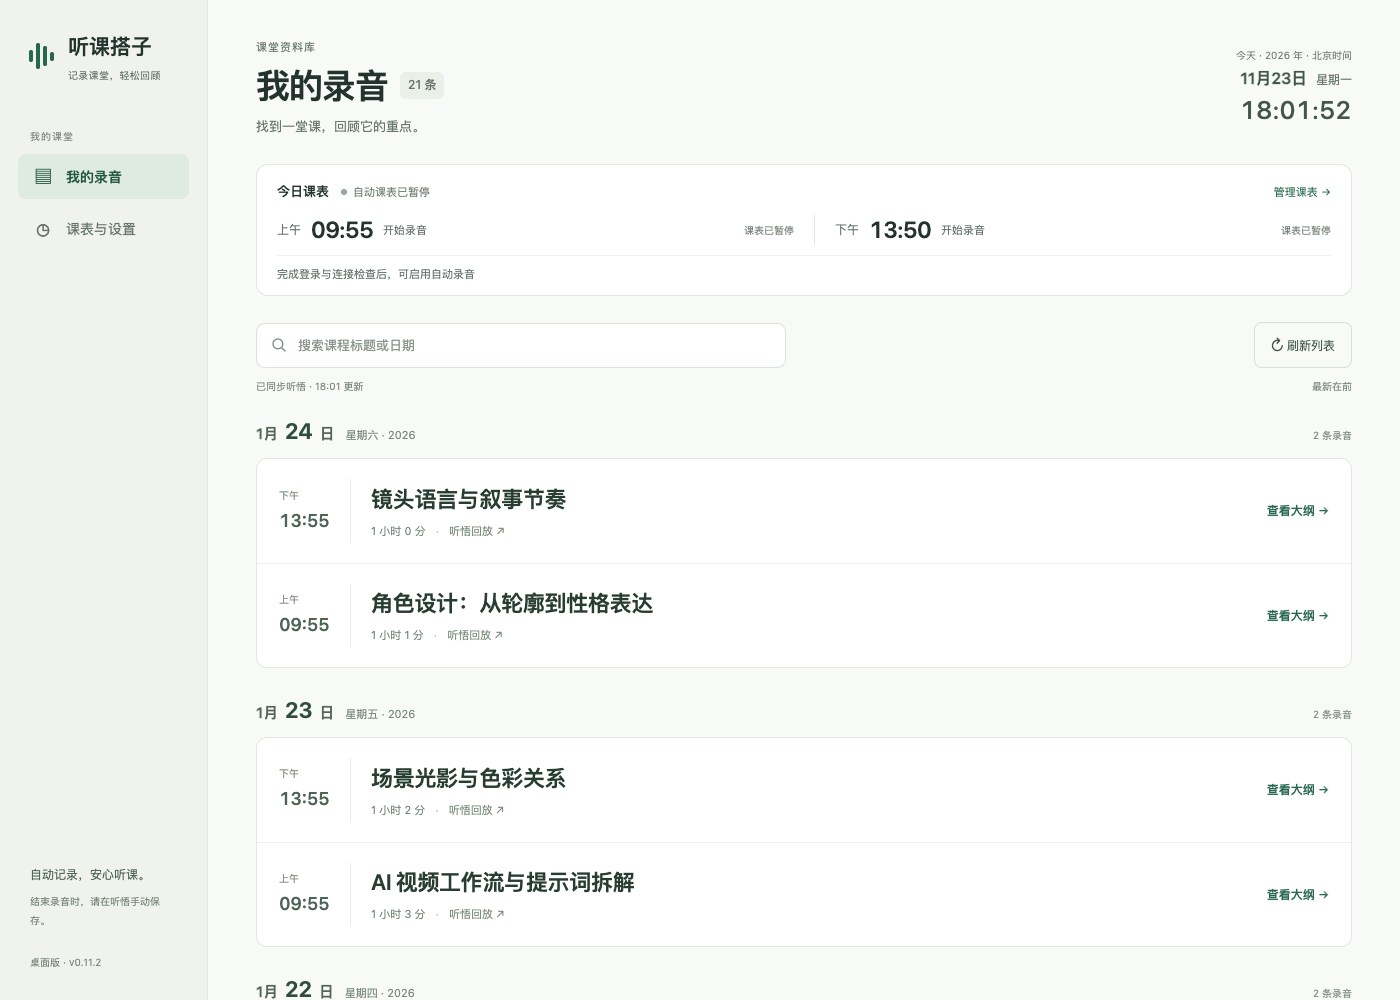 听课搭子
记录课堂，轻松回顾
我的课堂
我的录音
课表与设置
自动记录，安心听课。
结束录音时，请在听悟手动保
存。
桌面版 · v0.11.2
课堂资料库
我的录音 21 条
找到一堂课，回顾它的重点。
今天 · 2026 年 · 北京时间
11月23日 星期一
18:01:52
今日课表 自动课表已暂停 管理课表 →
上午 09:55 开始录音 课表已暂停 下午 13:50 开始录音 课表已暂停
完成登录与连接检查后，可启用自动录音
搜索课程标题或日期 刷新列表
已同步听悟 · 18:01 更新 最新在前
1月 24 日 星期六 · 2026 2 条录音
下午
13:55
镜头语言与叙事节奏
1 小时 0 分 · 听悟回放 ↗
查看大纲 →
上午
09:55
角色设计：从轮廓到性格表达
1 小时 1 分 · 听悟回放 ↗
查看大纲 →
1月 23 日 星期五 · 2026 2 条录音
下午
13:55
场景光影与色彩关系
1 小时 2 分 · 听悟回放 ↗
查看大纲 →
上午
09:55
AI 视频工作流与提示词拆解
1 小时 3 分 · 听悟回放 ↗
查看大纲 →
1月 22 日 星期四 · 2026 2 条录音